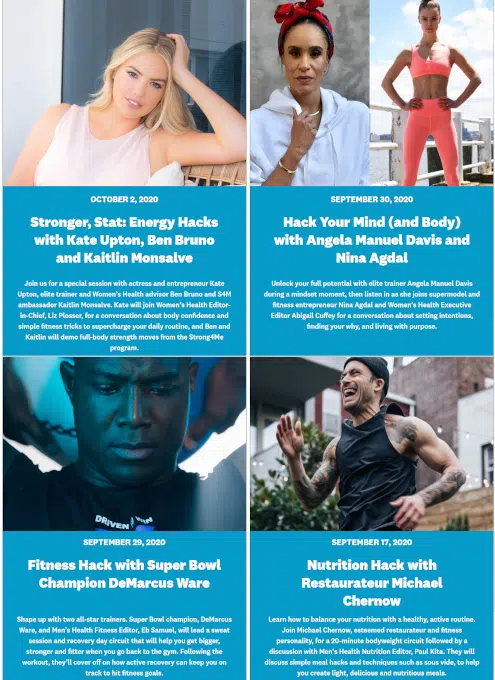 OCTOBER 2, 2020
Stronger, Stat: Energy Hacks
with Kate Upton, Ben Bruno
and Kaitlin Monsalve
Join us for a special session with actress and entrepreneur Kate
Upton, elite trainer and Women's Health advisor Ben Bruno and S4M
ambassador Kaitlin Monsalve. Kate will join Women's Health Editor-
in-Chief, Liz Plosser, for a conversation about body confidence and
simple fitness tricks to supercharge your daily routine, and Ben and
Kaitlin will demo full-body strength moves from the Strong4Me
program.
SEPTEMBER 30, 2020
Hack Your Mind (and Body)
with Angela Manuel Davis and
Nina Agdal
Unlock your full potential with elite trainer Angela Manuel Davis
during a mindset moment, then listen in as she joins supermodel and
fitness entrepreneur Nina Agdal and Women's Health Executive
Editor Abigail Cuffey for a conversation about setting intentions,
finding your why, and living with purpose.
DRIVEN
SEPTEMBER 29, 2020
Fitness Hack with Super Bowl
Champion DeMarcus Ware
Shape up with two all-star trainers. Super Bowl champion, DeMarcus
Ware, and Men's Health Fitness Editor, Eb Samuel, will lead a sweat
session and recovery day circuit that will help you get bigger,
stronger and fitter when you go back to the gym. Following the
workout, they'll cover off on how active recovery can keep you on
track to hit fitness goals.
SEPTEMBER 17, 2020
Nutrition Hack with
Restaurateur Michael
Chernow
Learn how to balance your nutrition with a healthy, active routine.
Join Michael Chernow, esteemed restaurateur and fitness
personality, for a 20-minute bodyweight circuit followed by a
discussion with Men's Health Nutrition Editor, Paul Kita. They will
discuss simple meal hacks and techniques such as sous vide, to help
you create light, delicious and nutritious meals.